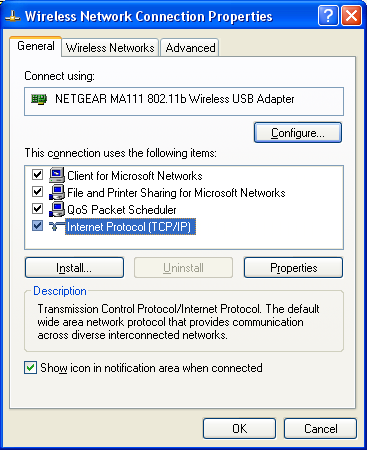 Wireless Network Connection Properties
General
Wireless Networks
Advanced
Connect using:
NETGEAR MA111 802.11b Wireless USB Adapter
Configure...
This connection uses the following items:
Client for Microsoft Networks
File and Printer Sharing for Microsoft Networks
QoS Packet Scheduler
Internet Protocol (TCP/IP)
Install...
Uninstall
Properties
Description
Transmission Control Protocol/Internet Protocol. The default
wide area network protocol that provides communication
across diverse interconnected networks.
Show icon in notification area when connected
OK
Cancel